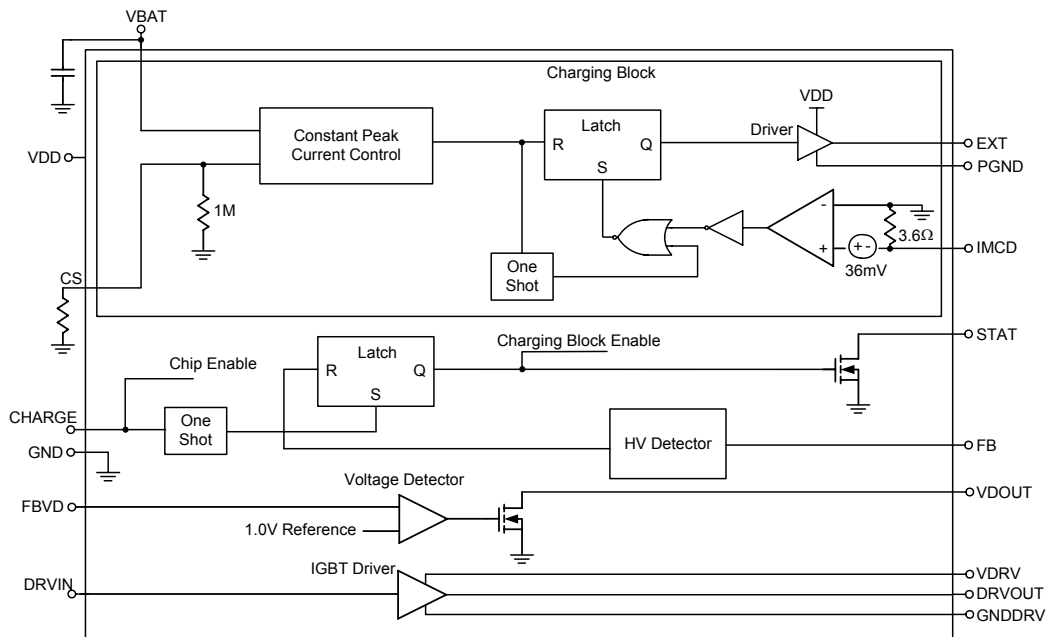 VBAT
Charging Block
VDD
Constant Peak
Current Control
Latch
R
Q
S
Driver
VDD
EXT
PGND
1M
-
+
+ -
36mV
3.6Ω
IMCD
One
Shot
CS
STAT
Chip Enable
Latch
R
Q
S
Charging Block Enable
CHARGE
One
Shot
GND
HV Detector
FB
Voltage Detector
FBVD
1.0V Reference
VDOUT
IGBT Driver
DRVIN
VDRV
DRVOUT
GNDDRV